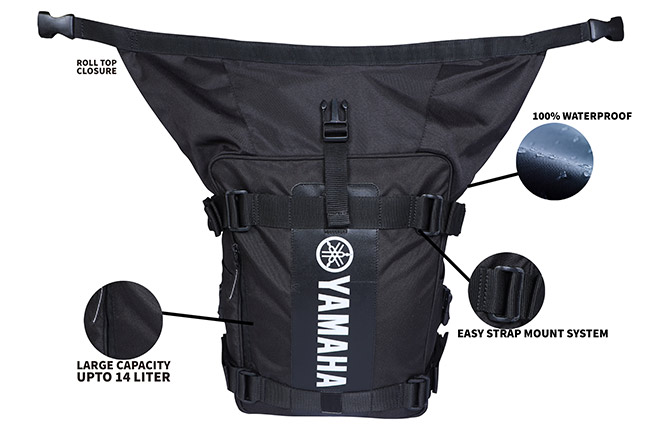 ROLL TOP
CLOSURE
100% WATERPROOF
YAMAHA
EASY STRAP MOUNT SYSTEM
LARGE CAPACITY
UPTO 14 LITER